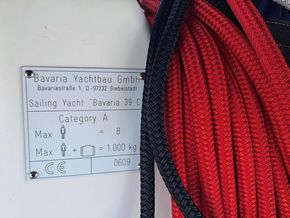 Bavaria Yachtbau GmbH
Bavariastraße 1, D-97232 Giebelstadt
Sailing Yacht "Bavaria 39 C
Category A
Max = 8
Max + = 1.000 kg
CE 0609